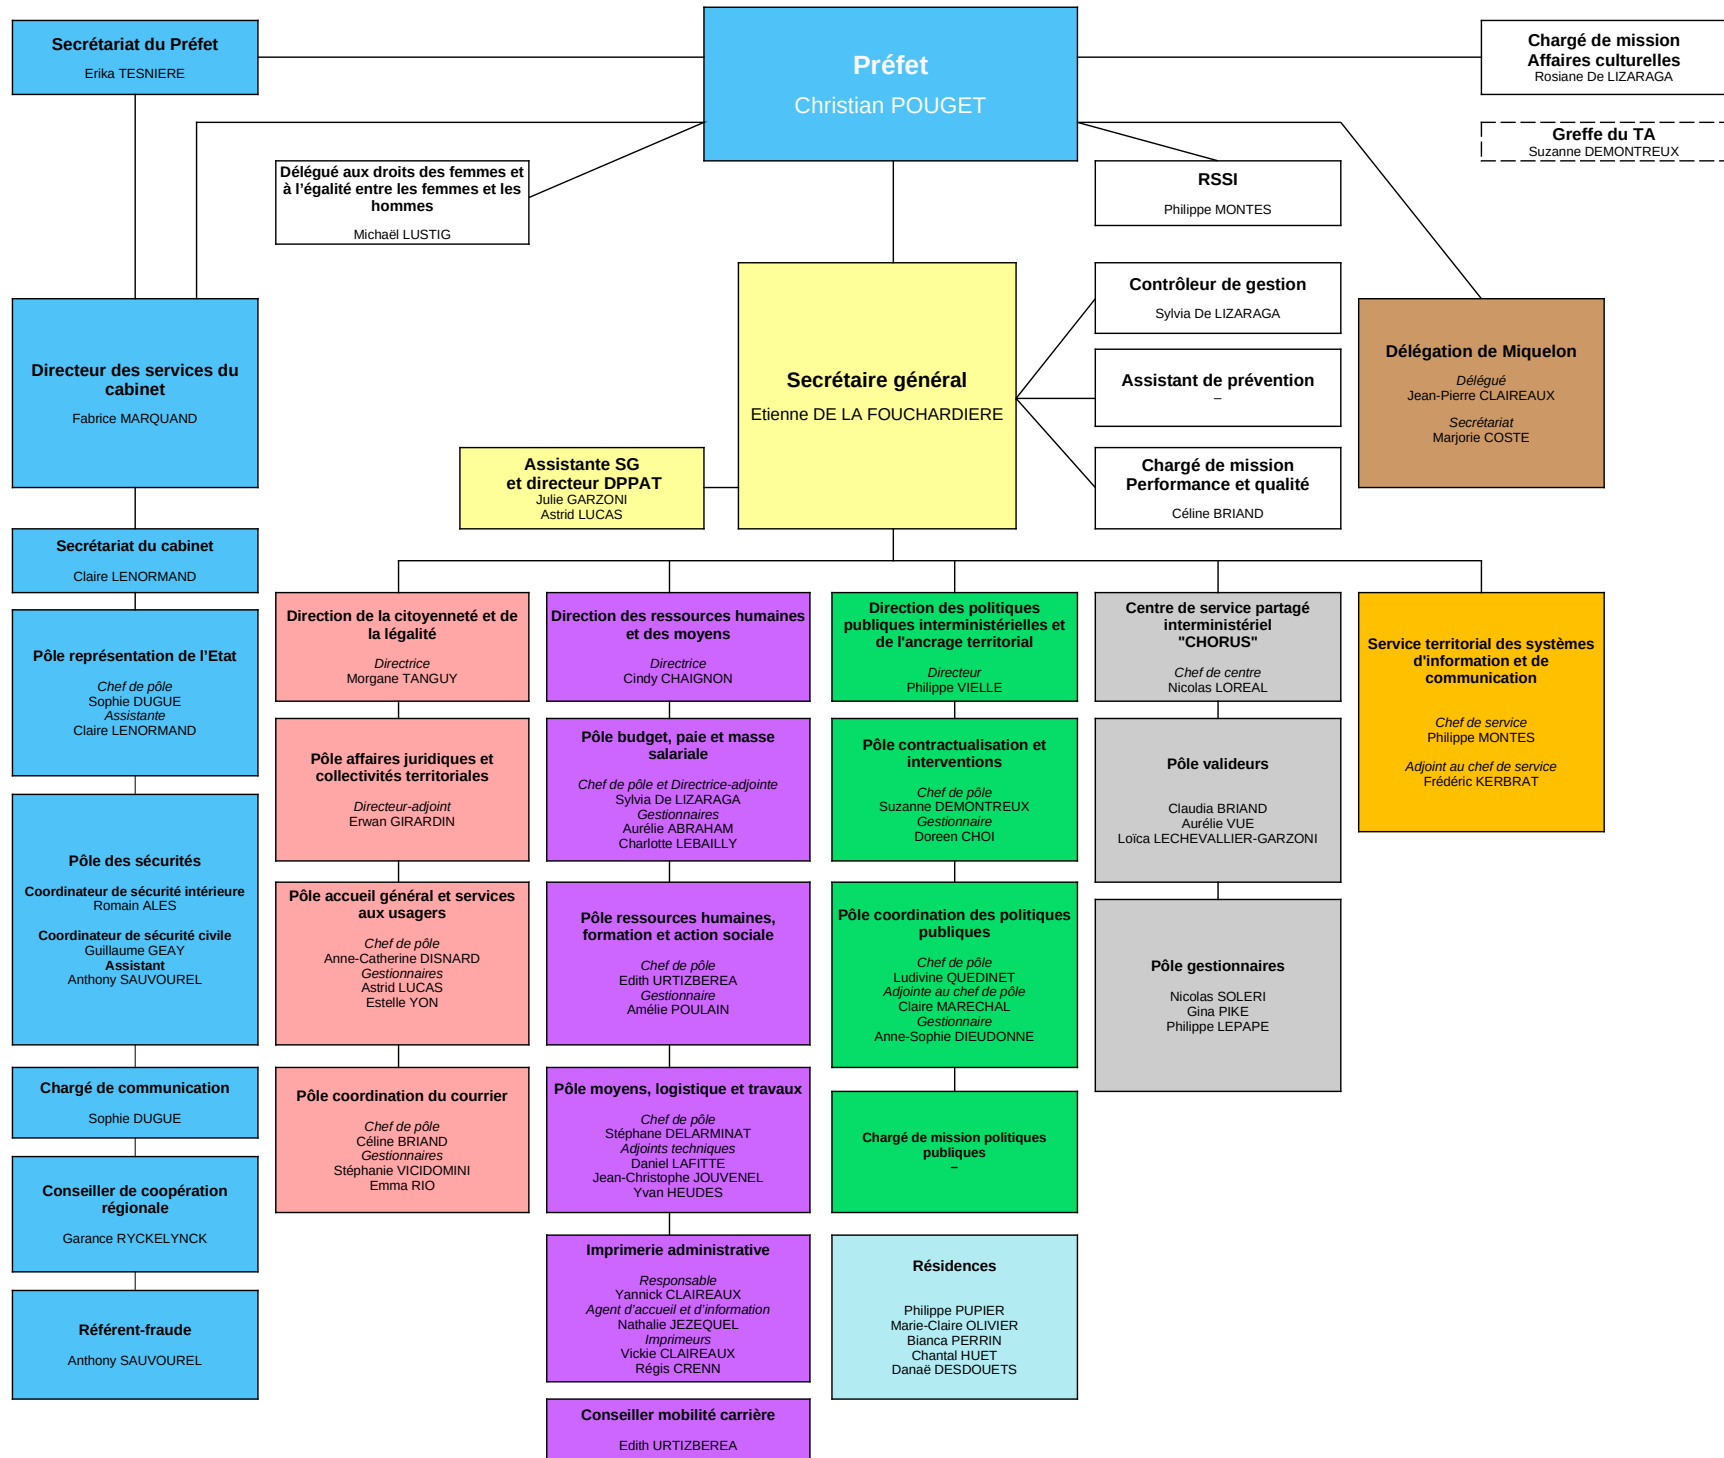 Secrétariat du Préfet
Erika TESNIERE
Préfet
Christian POUGET
Chargé de mission
Affaires culturelles
Rosiane De LIZARAGA
Greffe du TA
Suzanne DEMONTREUX
Délégué aux droits des femmes et
à l’égalité entre les femmes et les
hommes
Michaël LUSTIG
RSSI
Philippe MONTES
Directeur des services du
cabinet
Fabrice MARQUAND
Secrétaire général
Etienne DE LA FOUCHARDIERE
Contrôleur de gestion
Sylvia De LIZARAGA
Assistant de prévention
–
Chargé de mission
Performance et qualité
Céline BRIAND
Délégation de Miquelon
Délégué
Jean-Pierre CLAIREAUX
Secrétariat
Marjorie COSTE
Assistante SG
et directeur DPPAT
Julie GARZONI
Astrid LUCAS
Secrétariat du cabinet
Claire LENORMAND
Pôle représentation de l’Etat
Chef de pôle
Sophie DUGUE
Assistante
Claire LENORMAND
Pôle des sécurités
Coordinateur de sécurité intérieure
Romain ALES
Coordinateur de sécurité civile
Guillaume GEAY
Assistant
Anthony SAUVOUREL
Chargé de communication
Sophie DUGUE
Conseiller de coopération
régionale
Garance RYCKELYNCK
Référent-fraude
Anthony SAUVOUREL
Direction de la citoyenneté et de
la légalité
Directrice
Morgane TANGUY
Pôle affaires juridiques et
collectivités territoriales
Directeur-adjoint
Erwan GIRARDIN
Pôle accueil général et services
aux usagers
Chef de pôle
Anne-Catherine DISNARD
Gestionnaires
Astrid LUCAS
Estelle YON
Pôle coordination du courrier
Chef de pôle
Céline BRIAND
Gestionnaires
Stéphanie VICIDOMINI
Emma RIO
Direction des ressources humaines
et des moyens
Directrice
Cindy CHAIGNON
Pôle budget, paie et masse
salariale
Chef de pôle et Directrice-adjointe
Sylvia De LIZARAGA
Gestionnaires
Aurélie ABRAHAM
Charlotte LEBAILLY
Pôle ressources humaines,
formation et action sociale
Chef de pôle
Edith URTIZBEREA
Gestionnaire
Amélie POULAIN
Pôle moyens, logistique et travaux
Chef de pôle
Stéphane DELARMINAT
Adjoints techniques
Daniel LAFITTE
Jean-Christophe JOUVENEL
Yvan HEUDES
Imprimerie administrative
Responsable
Yannick CLAIREAUX
Agent d’accueil et d’information
Nathalie JEZEQUEL
Imprimeurs
Vickie CLAIREAUX
Régis CRENN
Conseiller mobilité carrière
Edith URTIZBEREA
Direction des politiques
publiques interministérielles et
de l'ancrage territorial
Directeur
Philippe VIELLE
Pôle contractualisation et
interventions
Chef de pôle
Suzanne DEMONTREUX
Gestionnaire
Doreen CHOI
Pôle coordination des politiques
publiques
Chef de pôle
Ludivine QUEDINET
Adjointe au chef de pôle
Claire MARECHAL
Gestionnaire
Anne-Sophie DIEUDONNE
Chargé de mission politiques
publiques
–
Résidences
Philippe PUPIER
Marie-Claire OLIVIER
Bianca PERRIN
Chantal HUET
Danaë DESDOUETS
Centre de service partagé
interministériel
"CHORUS"
Chef de centre
Nicolas LOREAL
Pôle valideurs
Claudia BRIAND
Aurélie VUE
Loïca LECHEVALLIER-GARZONI
Pôle gestionnaires
Nicolas SOLERI
Gina PIKE
Philippe LEPAPE
Service territorial des systèmes
d'information et de
communication
Chef de service
Philippe MONTES
Adjoint au chef de service
Frédéric KERBRAT